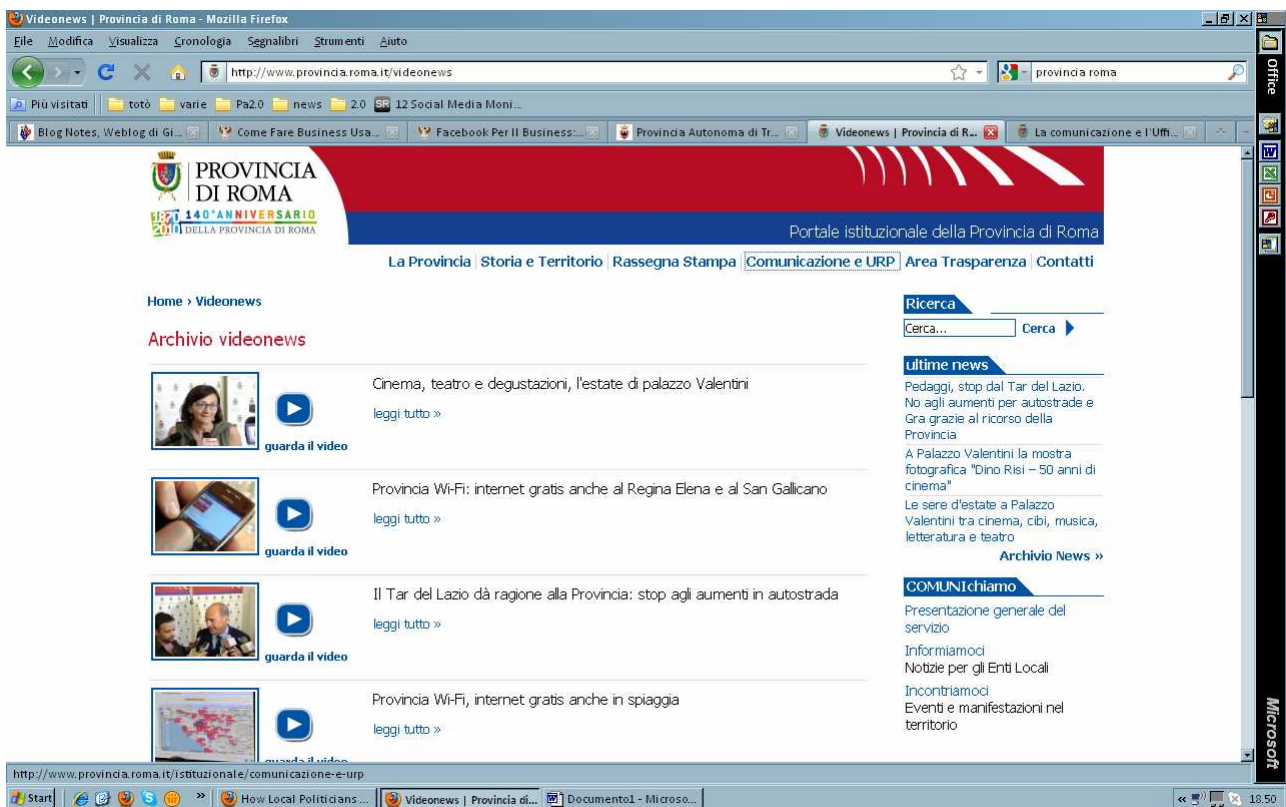 Videonews | Provincia di Roma - Mozilla Firefox
File Modifica Visualizza Cronologia Segnalibri Strumenti Aiuto
http://www.provincia.roma.it/videonews
provincia roma
Più visitati totò varie Pa2.0 news 2.0 SR 12 Social Media Moni...
Blog Notes, Weblog di Gi... Come Fare Business Usa... Facebook Per Il Business:... Provincia Autonoma di Tr... Videonews | Provincia di R... La comunicazione e l'Uffi...
Office
PROVINCIA
DI ROMA
1870 140°ANNIVERSARIO
2010 DELLA PROVINCIA DI ROMA
Portale istituzionale della Provincia di Roma
La Provincia Storia e Territorio Rassegna Stampa Comunicazione e URP Area Trasparenza Contatti
Home › Videonews
Archivio videonews
Cinema, teatro e degustazioni, l'estate di palazzo Valentini
leggi tutto »
guarda il video
Provincia Wi-Fi: internet gratis anche al Regina Elena e al San Gallicano
leggi tutto »
guarda il video
Il Tar del Lazio dà ragione alla Provincia: stop agli aumenti in autostrada
leggi tutto »
guarda il video
Provincia Wi-Fi, internet gratis anche in spiaggia
leggi tutto »
guarda il video
Ricerca
Cerca... Cerca
ultime news
Pedaggi, stop dal Tar del Lazio.
No agli aumenti per autostrade e
Gra grazie al ricorso della
Provincia
A Palazzo Valentini la mostra
fotografica "Dino Risi – 50 anni di
cinema"
Le sere d'estate a Palazzo
Valentini tra cinema, cibi, musica,
letteratura e teatro
Archivio News »
COMUNIchiamo
Presentazione generale del
servizio
Informiamoci
Notizie per gli Enti Locali
Incontriamoci
Eventi e manifestazioni nel
territorio
Microsoft
http://www.provincia.roma.it/istituzionale/comunicazione-e-urp
Start » How Local Politicians ... Videonews | Provincia di... Documento1 - Microso... « 18.50